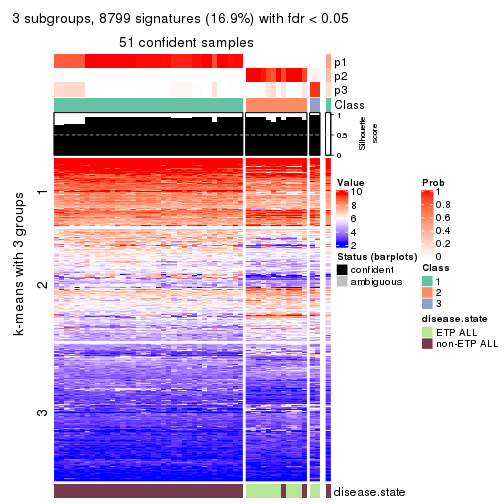 3 subgroups, 8799 signatures (16.9%) with fdr < 0.05
51 confident samples
p1
p2
p3
Class
1
0.5
0
Silhouette
score
k-means with 3 groups
1
2
3
Value
10
8
6
4
2
Status (barplots)
confident
ambiguous
Prob
1
0.8
0.6
0.4
0.2
0
Class
1
2
3
disease.state
ETP ALL
non-ETP ALL
disease.state